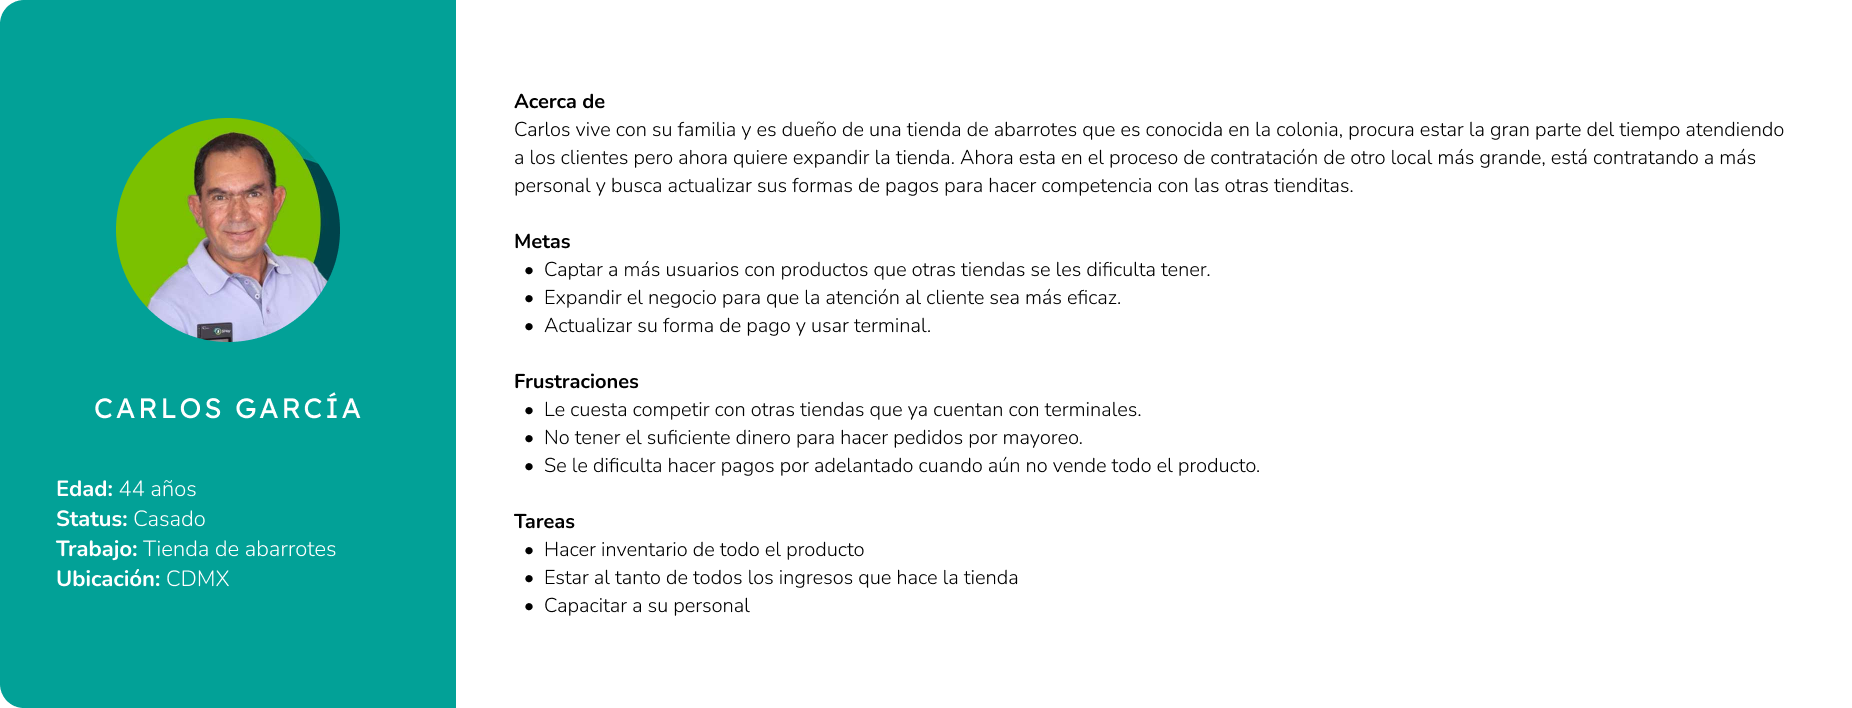 CARLOS GARCÍA
Edad: 44 años
Status: Casado
Trabajo: Tienda de abarrotes
Ubicación: CDMX
Acerca de
Carlos vive con su familia y es dueño de una tienda de abarrotes que es conocida en la colonia, procura estar la gran parte del tiempo atendiendo
a los clientes pero ahora quiere expandir la tienda. Ahora esta en el proceso de contratación de otro local más grande, está contratando a más
personal y busca actualizar sus formas de pagos para hacer competencia con las otras tienditas.
Metas
• Captar a más usuarios con productos que otras tiendas se les dificulta tener.
• Expandir el negocio para que la atención al cliente sea más eficaz.
• Actualizar su forma de pago y usar terminal.
Frustraciones
• Le cuesta competir con otras tiendas que ya cuentan con terminales.
• No tener el suficiente dinero para hacer pedidos por mayoreo.
• Se le dificulta hacer pagos por adelantado cuando aún no vende todo el producto.
Tareas
• Hacer inventario de todo el producto
• Estar al tanto de todos los ingresos que hace la tienda
• Capacitar a su personal